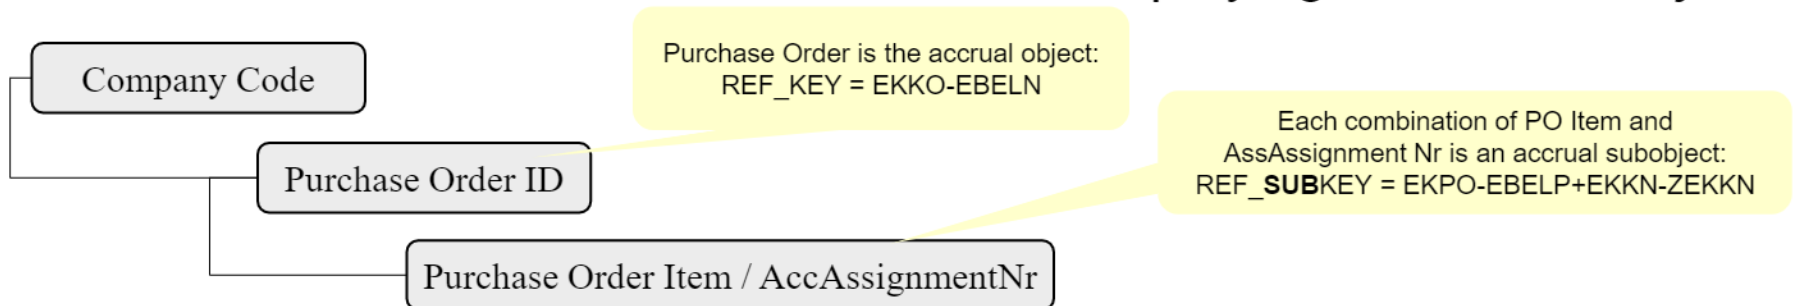 Purchase Order is the accrual object:
REF_KEY = EKKO-EBELN
Company Code
Each combination of PO Item and
AssAssignment Nr is an accrual subobject:
REF_SUBKEY = EKPO-EBELP+EKKN-ZEKKN
Purchase Order ID
Purchase Order Item / AccAssignmentNr